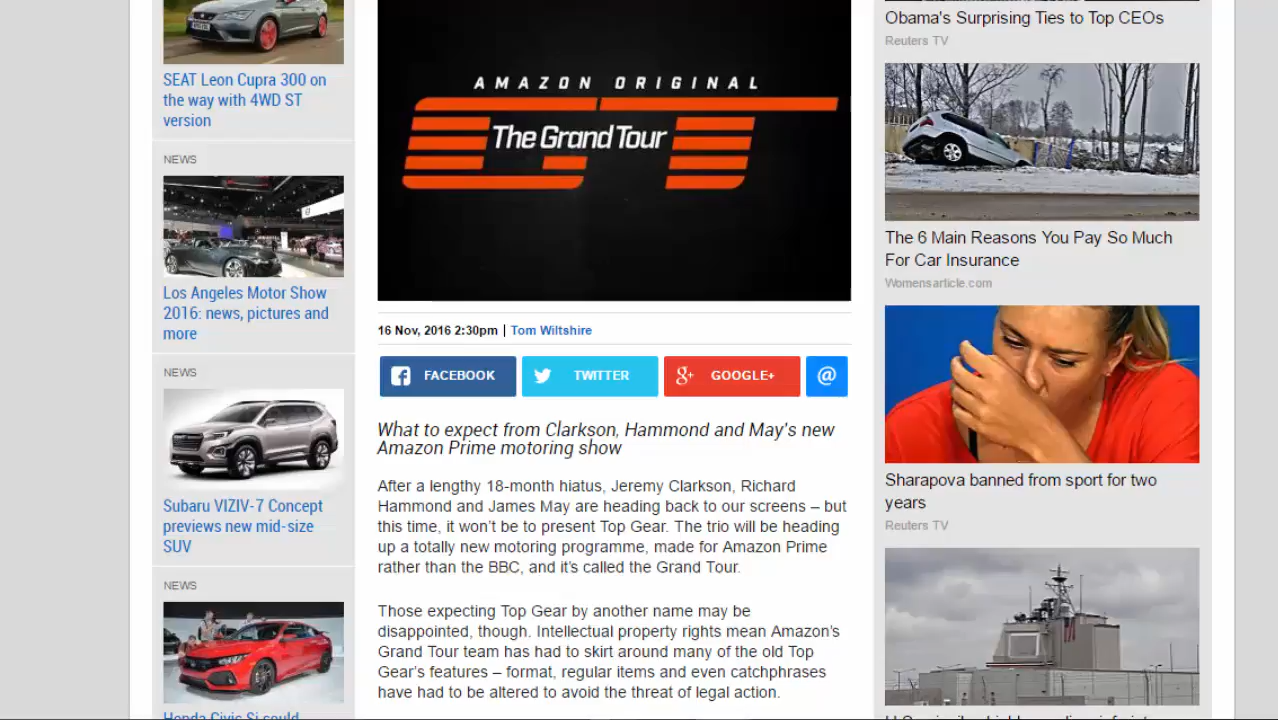 SEAT Leon Cupra 300 on
the way with 4WD ST
version
NEWS
Los Angeles Motor Show
2016: news, pictures and
more
NEWS
Subaru VIZIV-7 Concept
previews new mid-size
SUV
NEWS
Honda Civic Si could
AMAZON ORIGINAL
The Grand Tour
16 Nov, 2016 2:30pm | Tom Wiltshire
FACEBOOK
TWITTER
GOOGLE+
@
What to expect from Clarkson, Hammond and May's new
Amazon Prime motoring show
After a lengthy 18-month hiatus, Jeremy Clarkson, Richard
Hammond and James May are heading back to our screens – but
this time, it won't be to present Top Gear. The trio will be heading
up a totally new motoring programme, made for Amazon Prime
rather than the BBC, and it's called the Grand Tour.
Those expecting Top Gear by another name may be
disappointed, though. Intellectual property rights mean Amazon's
Grand Tour team has had to skirt around many of the old Top
Gear's features – format, regular items and even catchphrases
have had to be altered to avoid the threat of legal action.
Obama's Surprising Ties to Top CEOs
Reuters TV
The 6 Main Reasons You Pay So Much
For Car Insurance
Womensarticle.com
Sharapova banned from sport for two
years
Reuters TV